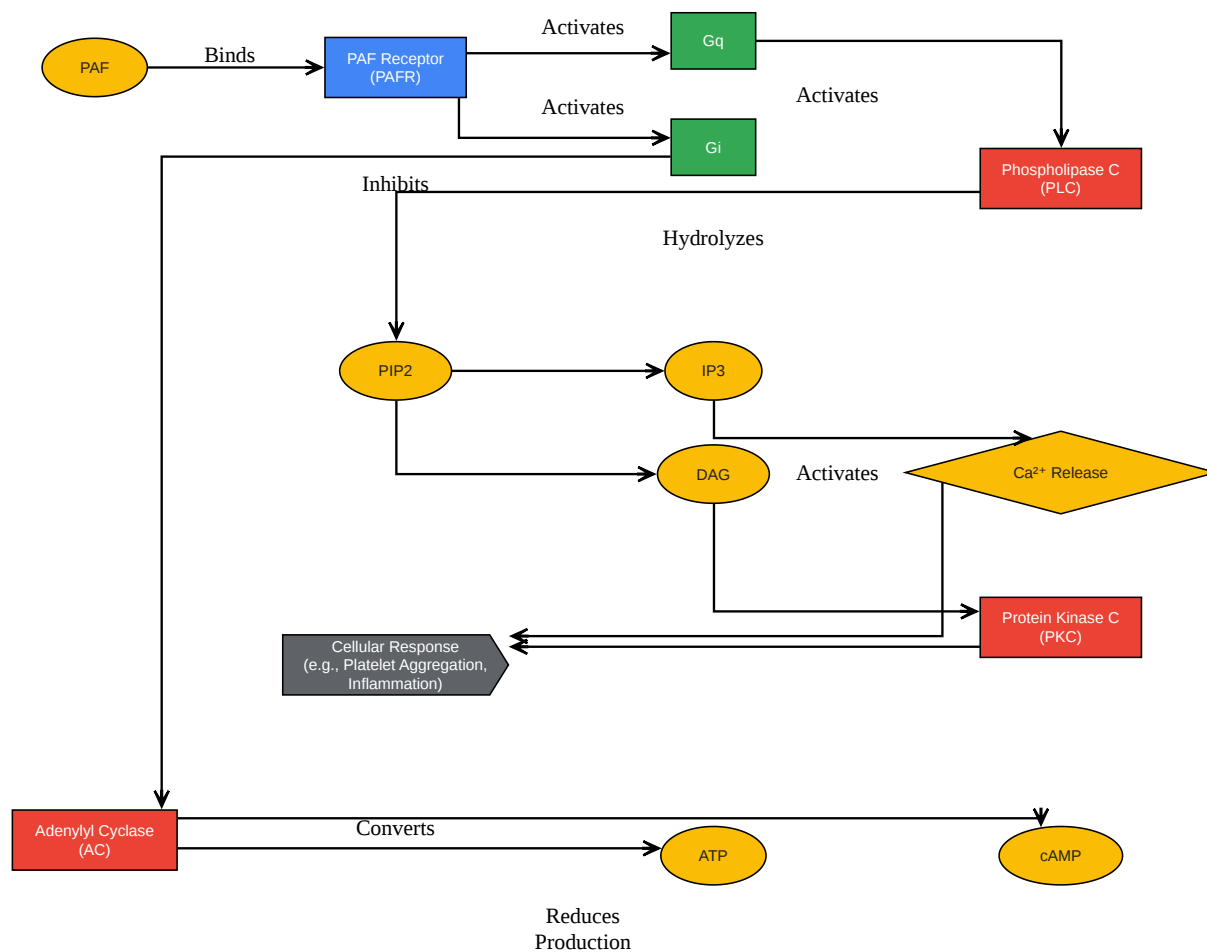 Activates
Gq
Binds
PAF
PAF Receptor
(PAFR)
Activates
Activates
Gi
Phospholipase C
(PLC)
Inhibits
Hydrolyzes
PIP2
IP3
DAG
Activates
Ca²⁺ Release
Protein Kinase C
(PKC)
Cellular Response
(e.g., Platelet Aggregation,
Inflammation)
Adenylyl Cyclase
(AC)
Converts
ATP
cAMP
Reduces
Production